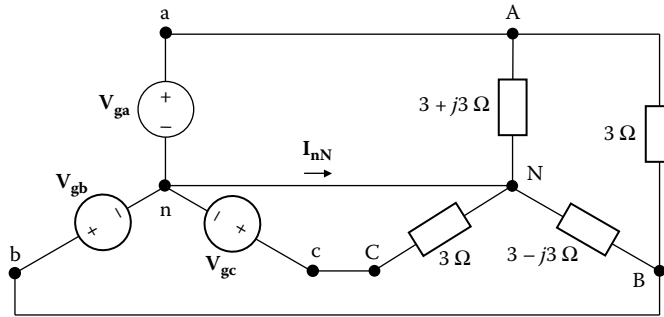 a
A
+
−
V_ga
3 + j3 Ω
3 Ω
I_nN
N
n
V_gb
−
+
−
+
V_gc
b
c
C
3 Ω
3 − j3 Ω
B